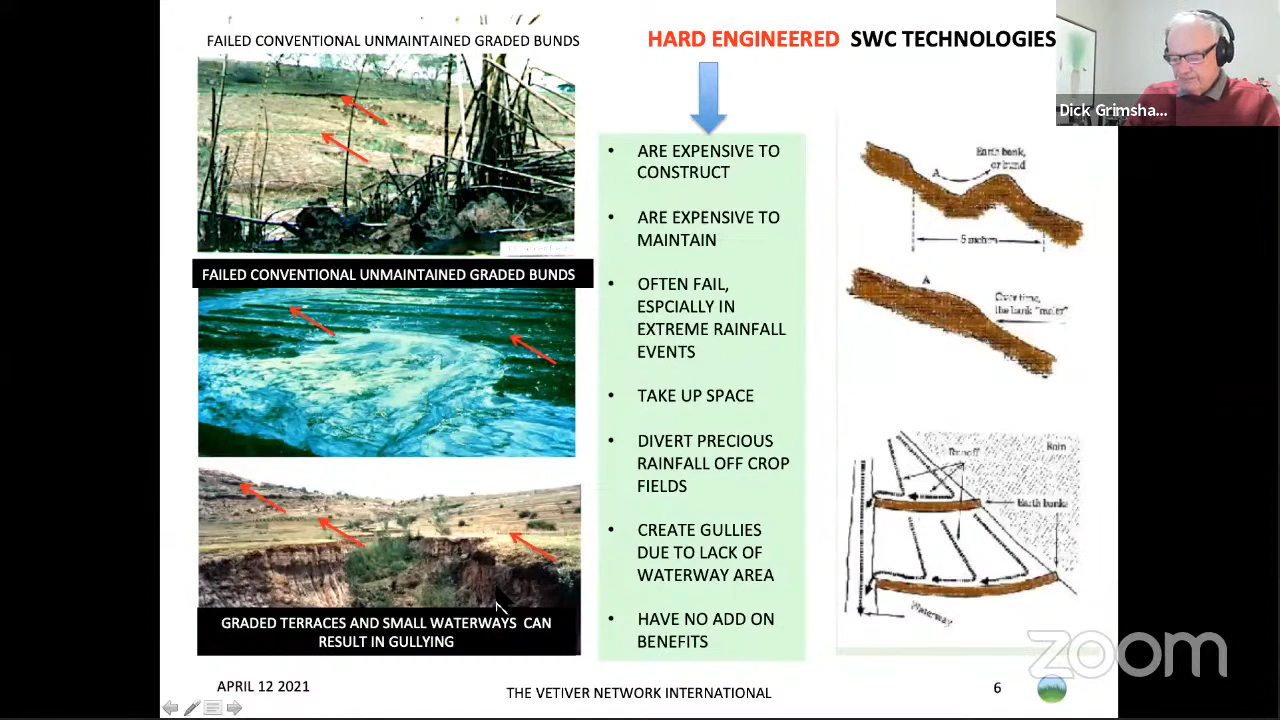 FAILED CONVENTIONAL UNMAINTAINED GRADED BUNDS
HARD ENGINEERED SWC TECHNOLOGIES
Dick Grimsha...
FAILED CONVENTIONAL UNMAINTAINED GRADED BUNDS
GRADED TERRACES AND SMALL WATERWAYS CAN
RESULT IN GULLYING
• ARE EXPENSIVE TO
CONSTRUCT
• ARE EXPENSIVE TO
MAINTAIN
• OFTEN FAIL,
ESPCIALLY IN
EXTREME RAINFALL
EVENTS
• TAKE UP SPACE
• DIVERT PRECIOUS
RAINFALL OFF CROP
FIELDS
• CREATE GULLIES
DUE TO LACK OF
WATERWAY AREA
• HAVE NO ADD ON
BENEFITS
Earth bank,
or bund
A
5 metres
A
Over time,
the bank "melts"
Rain
Runoff
Earth banks
Waterway
zoom
APRIL 12 2021
THE VETIVER NETWORK INTERNATIONAL
6